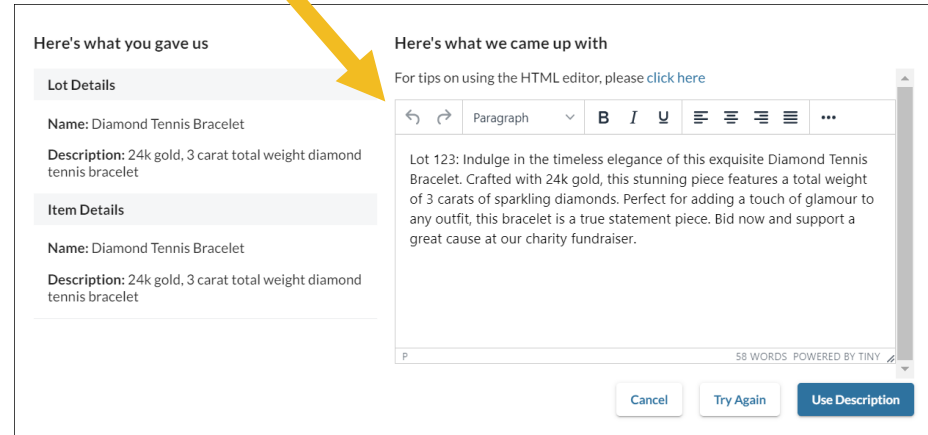 Here's what you gave us
Lot Details
Name: Diamond Tennis Bracelet
Description: 24k gold, 3 carat total weight diamond
tennis bracelet
Item Details
Name: Diamond Tennis Bracelet
Description: 24k gold, 3 carat total weight diamond
tennis bracelet
Here's what we came up with
For tips on using the HTML editor, please click here
Paragraph B I U
Lot 123: Indulge in the timeless elegance of this exquisite Diamond Tennis
Bracelet. Crafted with 24k gold, this stunning piece features a total weight
of 3 carats of sparkling diamonds. Perfect for adding a touch of glamour to
any outfit, this bracelet is a true statement piece. Bid now and support a
great cause at our charity fundraiser.
P 58 WORDS POWERED BY TINY
Cancel Try Again Use Description